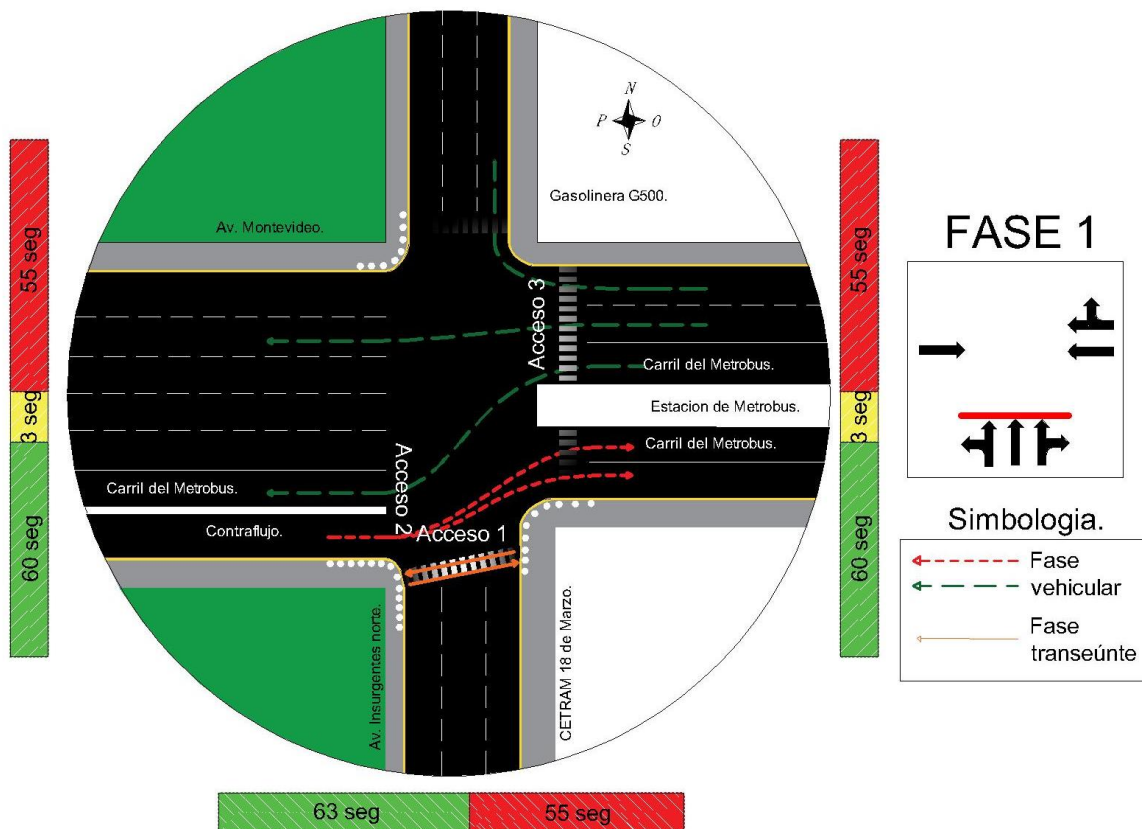 N
P O
S
Gasolinera G500.
Av. Montevideo.
55 seg
3 seg
60 seg
55 seg
3 seg
60 seg
FASE 1
Acceso 3
Carril del Metrobus.
Estacion de Metrobus.
Carril del Metrobus.
Acceso 2
Carril del Metrobus.
Contraflujo.
Acceso 1
Av. Insurgentes norte.
CETRAM 18 de Marzo.
Simbologia.
Fase
vehicular
Fase
transeúnte
63 seg
55 seg